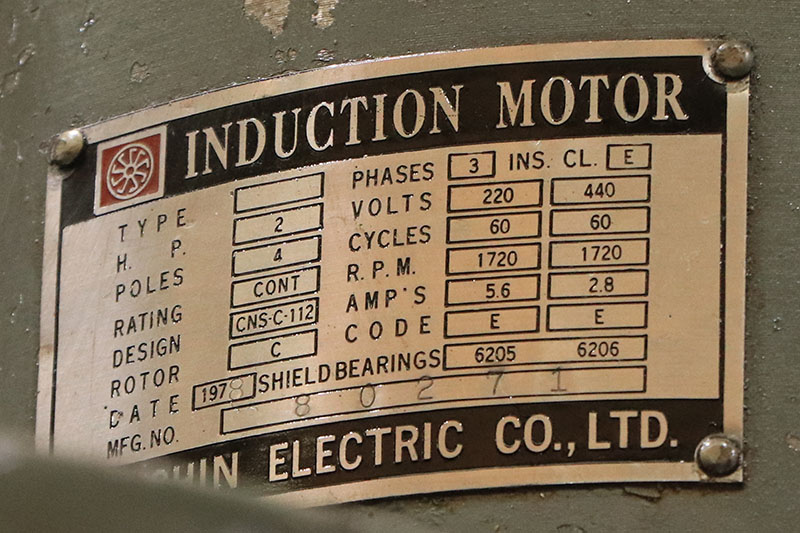 INDUCTION MOTOR
PHASES 3 INS. CL. E
TYPE VOLTS 220 440
H. P. 2 CYCLES 60 60
POLES 4 R.P.M. 1720 1720
RATING CONT AMP'S 5.6 2.8
DESIGN CNS-C-112 CODE E E
ROTOR C SHIELD BEARINGS 6205 6206
DATE 1978
MFG. NO. 80271
ELECTRIC CO., LTD.